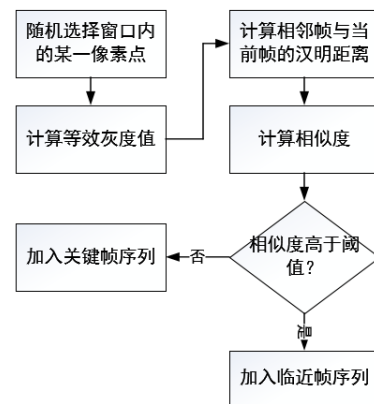 随机选择窗口内
的某一像素点
计算等效灰度值
计算相邻帧与当
前帧的汉明距离
计算相似度
相似度高于阈
值？
否
加入关键帧序列
是
加入临近帧序列